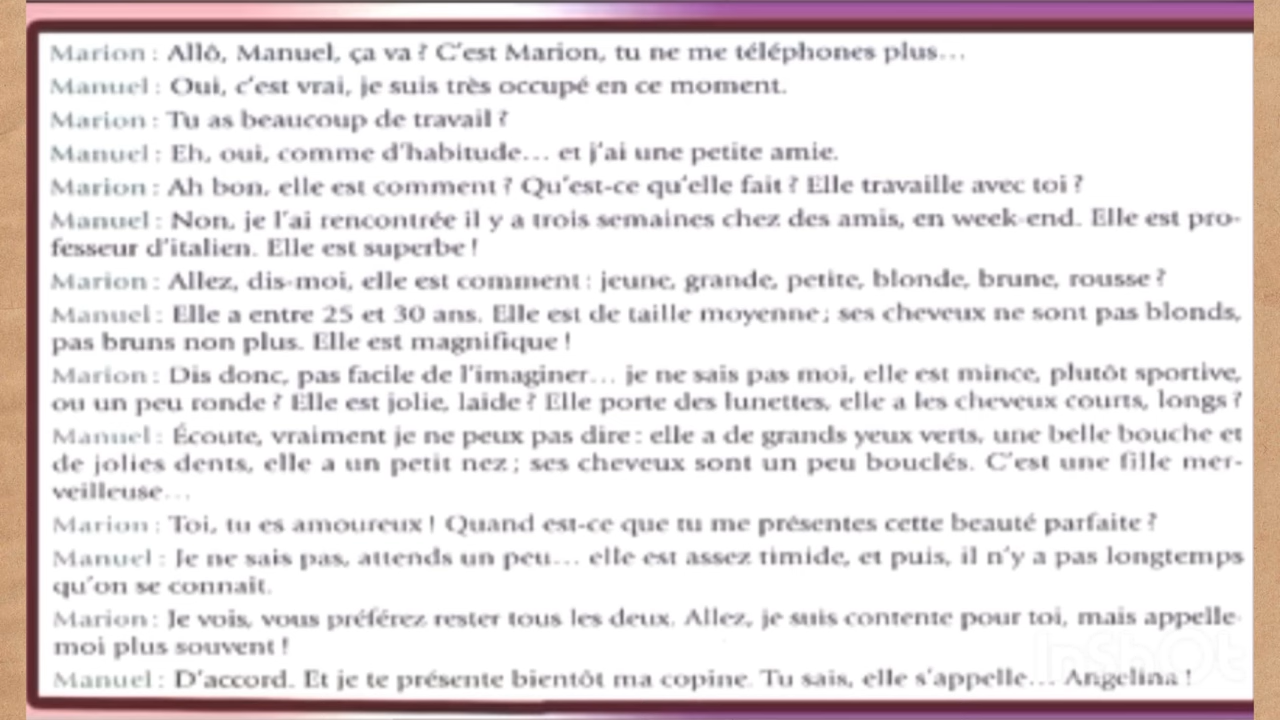 Marion : Allô, Manuel, ça va ? C'est Marion, tu ne me téléphones plus…
Manuel : Oui, c'est vrai, je suis très occupé en ce moment.
Marion : Tu as beaucoup de travail ?
Manuel : Eh, oui, comme d'habitude… et j'ai une petite amie.
Marion : Ah bon, elle est comment ? Qu'est-ce qu'elle fait ? Elle travaille avec toi ?
Manuel : Non, je l'ai rencontrée il y a trois semaines chez des amis, en week-end. Elle est pro-
fesseur d'italien. Elle est superbe !
Marion : Allez, dis-moi, elle est comment : jeune, grande, petite, blonde, brune, rousse ?
Manuel : Elle a entre 25 et 30 ans. Elle est de taille moyenne ; ses cheveux ne sont pas blonds,
pas bruns non plus. Elle est magnifique !
Marion : Dis donc, pas facile de l'imaginer… je ne sais pas moi, elle est mince, plutôt sportive,
ou un peu ronde ? Elle est jolie, laide ? Elle porte des lunettes, elle a les cheveux courts, longs ?
Manuel : Écoute, vraiment je ne peux pas dire : elle a de grands yeux verts, une belle bouche et
de jolies dents, elle a un petit nez ; ses cheveux sont un peu bouclés. C'est une fille mer-
veilleuse…
Marion : Toi, tu es amoureux ! Quand est-ce que tu me présentes cette beauté parfaite ?
Manuel : Je ne sais pas, attends un peu… elle est assez timide, et puis, il n'y a pas longtemps
qu'on se connaît.
Marion : Je vois, vous préférez rester tous les deux. Allez, je suis contente pour toi, mais appelle-
moi plus souvent !
Manuel : D'accord. Et je te présente bientôt ma copine. Tu sais, elle s'appelle… Angelina !
InShOt